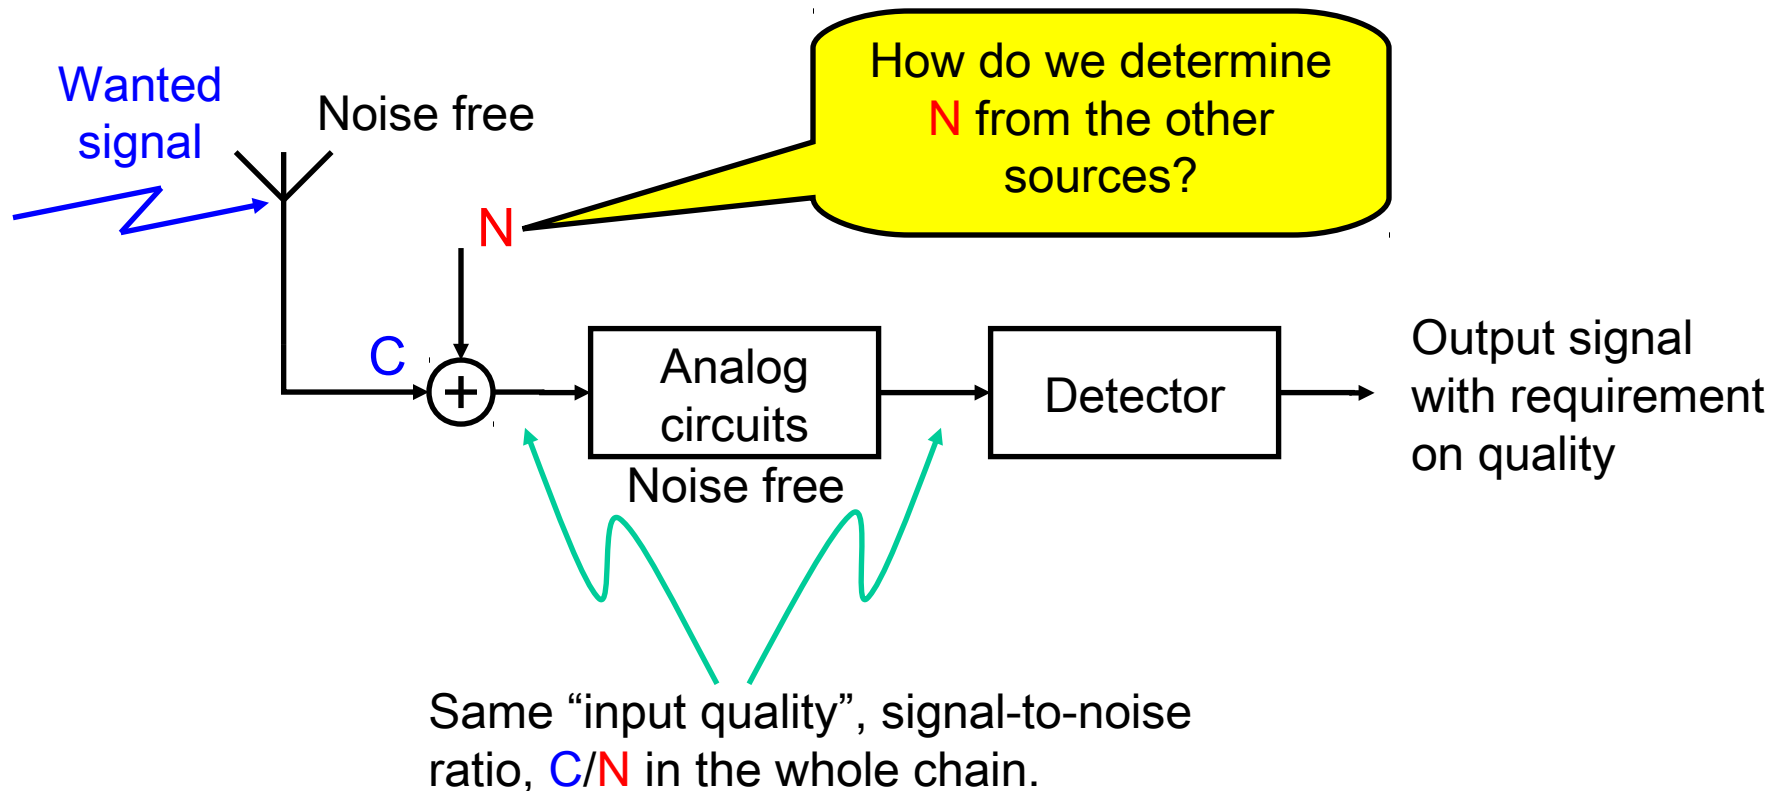 Wanted
signal
Noise free
How do we determine
N from the other
sources?
N
C
+
Analog
circuits
Noise free
Detector
Output signal
with requirement
on quality
Same “input quality”, signal-to-noise
ratio, C/N in the whole chain.